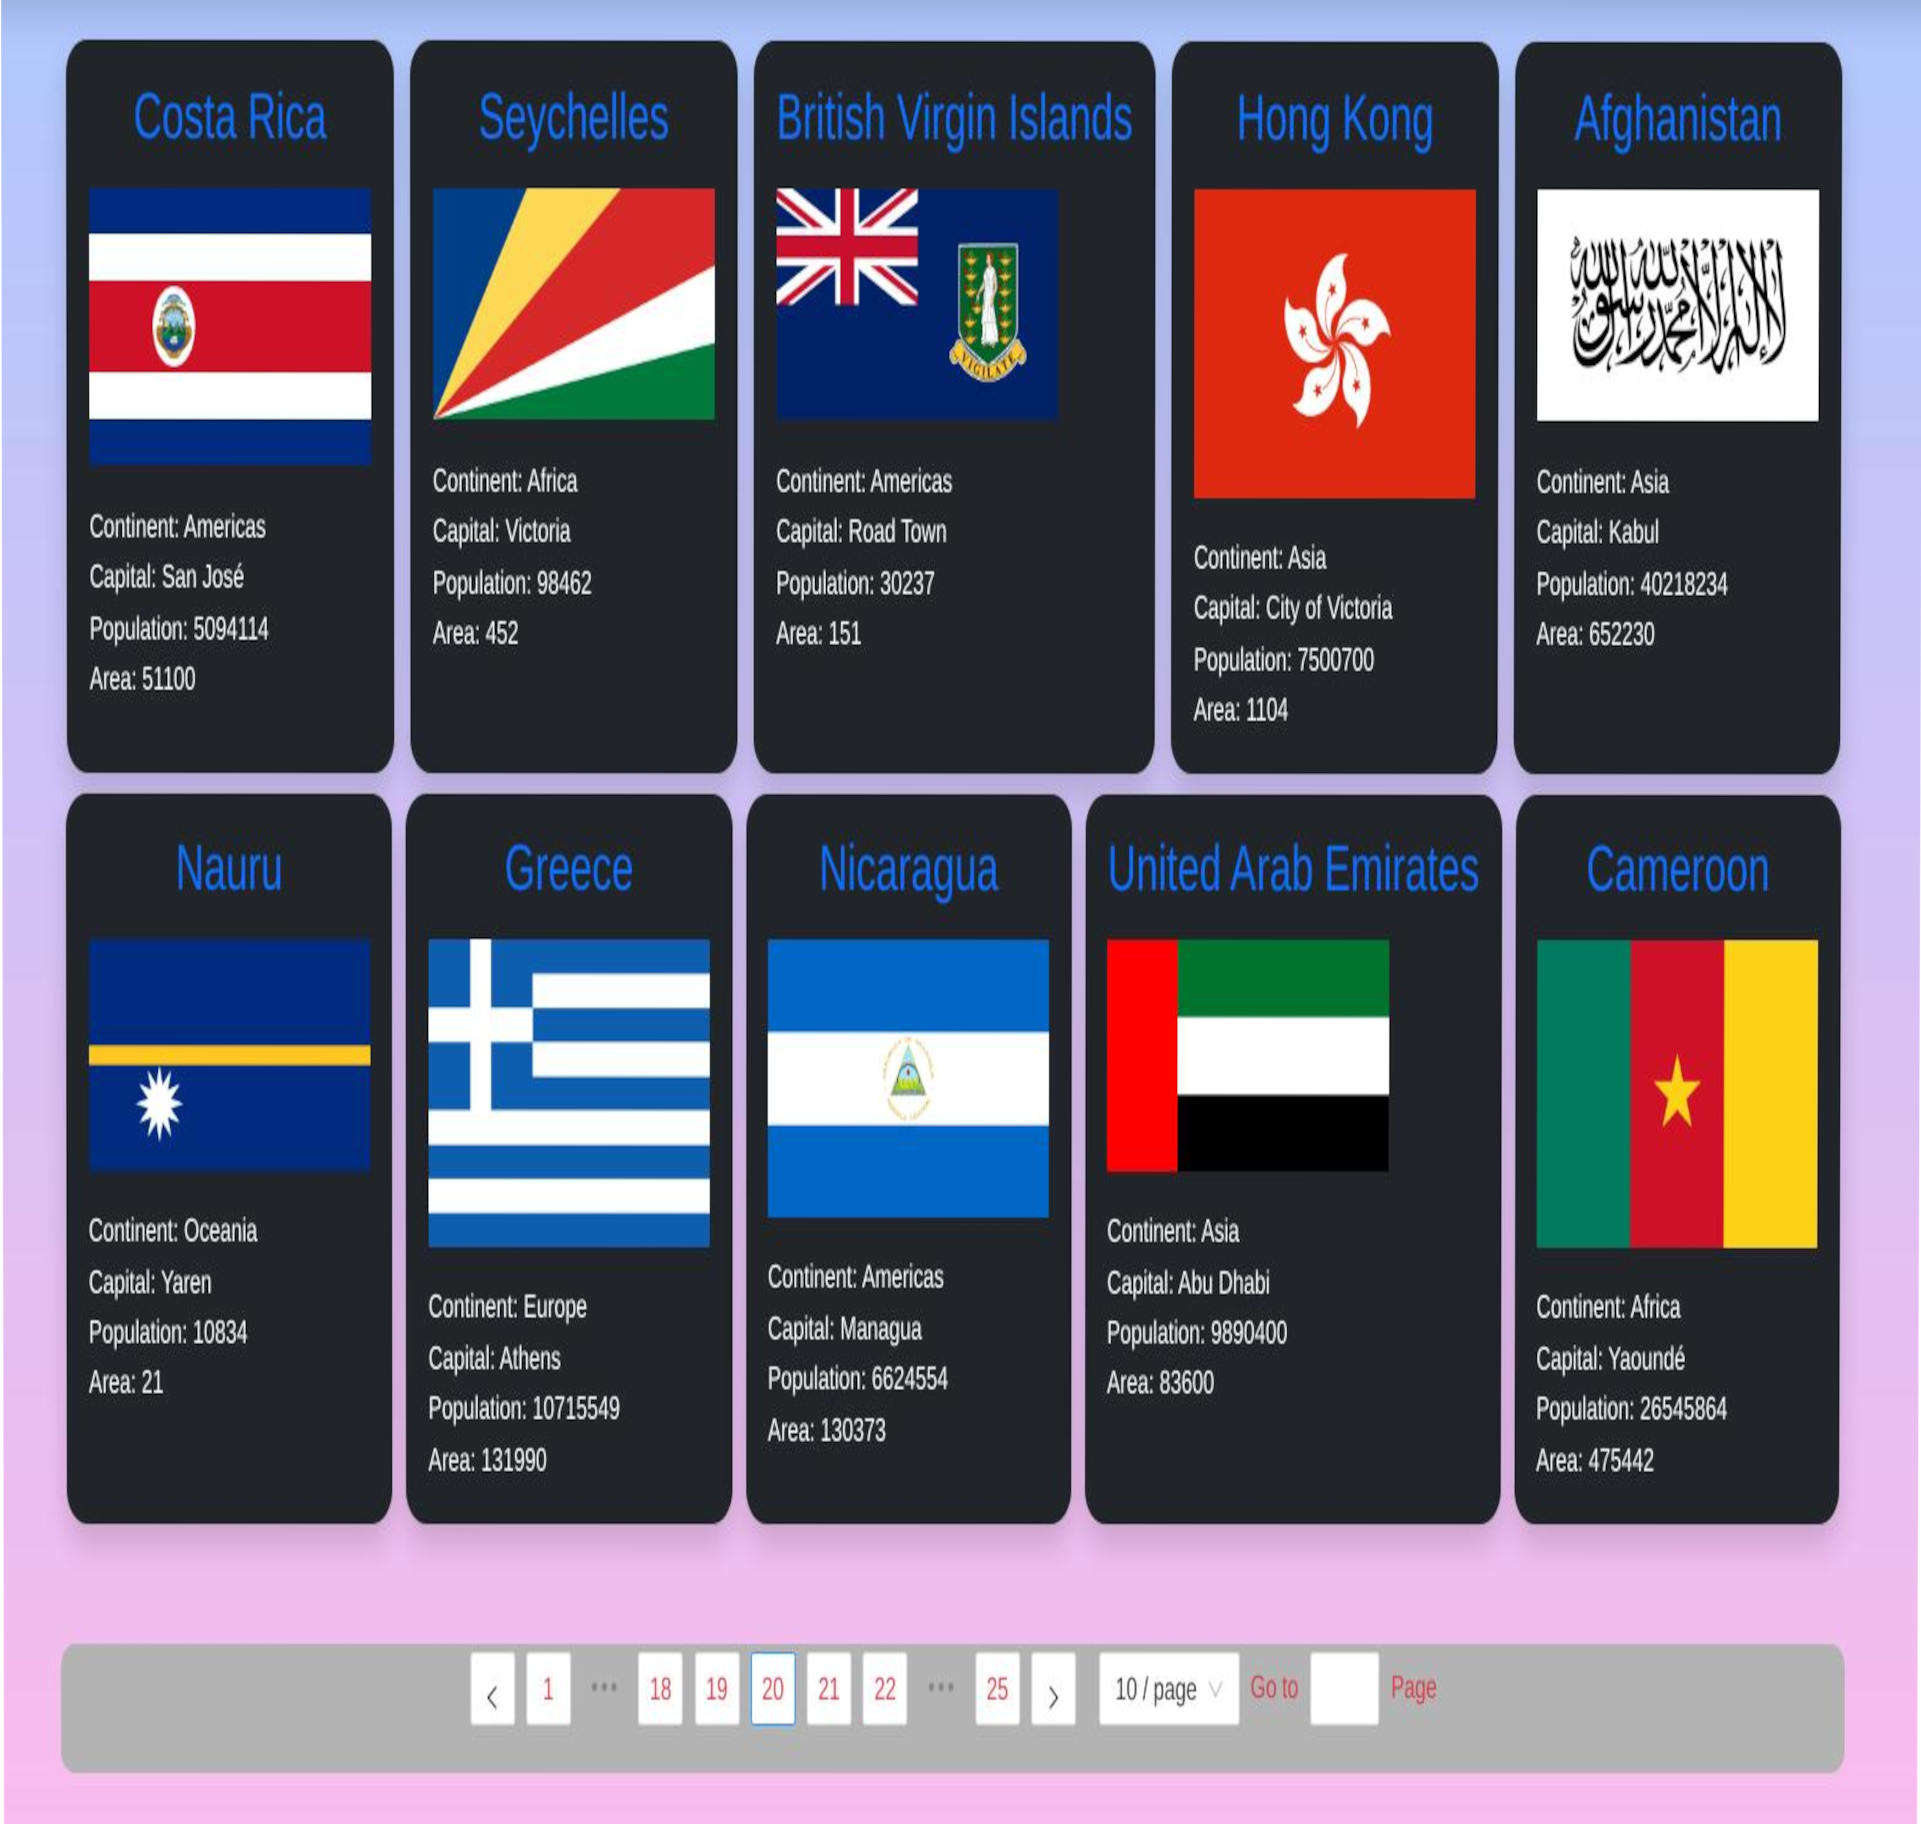 Costa Rica
Continent: Americas
Capital: San José
Population: 5094114
Area: 51100
Seychelles
Continent: Africa
Capital: Victoria
Population: 98462
Area: 452
British Virgin Islands
VIGILATE
Continent: Americas
Capital: Road Town
Population: 30237
Area: 151
Hong Kong
Continent: Asia
Capital: City of Victoria
Population: 7500700
Area: 1104
Afghanistan
لا إله إلا الله محمد رسول الله
Continent: Asia
Capital: Kabul
Population: 40218234
Area: 652230
Nauru
Continent: Oceania
Capital: Yaren
Population: 10834
Area: 21
Greece
Continent: Europe
Capital: Athens
Population: 10715549
Area: 131990
Nicaragua
Continent: Americas
Capital: Managua
Population: 6624554
Area: 130373
United Arab Emirates
Continent: Asia
Capital: Abu Dhabi
Population: 9890400
Area: 83600
Cameroon
Continent: Africa
Capital: Yaoundé
Population: 26545864
Area: 475442
< 1 ••• 18 19 20 21 22 ••• 25 > 10 / page Go to Page